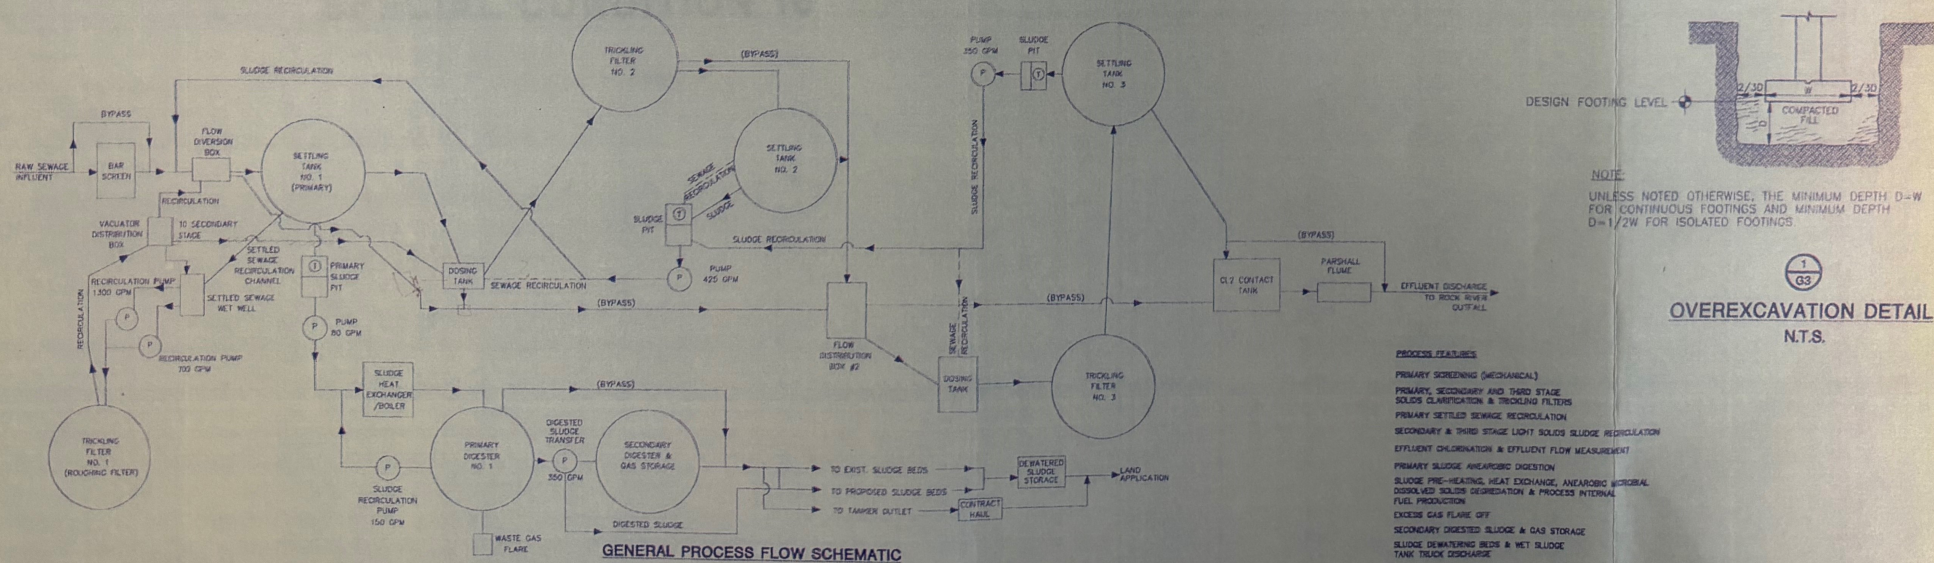 SLUDGE RECIRCULATION
BYPASS
RAW SEWAGE
INFLUENT
BAR
SCREEN
FLOW
DIVERSION
BOX
SETTLING
TANK
NO. 1
(PRIMARY)
RECIRCULATION
VACUATOR
DISTRIBUTION
BOX
TO SECONDARY
STAGE
SETTLED
SEWAGE
RECIRCULATION
CHANNEL
RECIRCULATION PUMP
1300 GPM
P
SETTLED SEWAGE
WET WELL
P
RECIRCULATION PUMP
700 GPM
RECIRCULATION
TRICKLING
FILTER
NO. 1
(ROUGHING FILTER)
T
PRIMARY
SLUDGE
PIT
P
PUMP
80 GPM
SLUDGE
HEAT
EXCHANGER
/BOILER
P
SLUDGE
RECIRCULATION
PUMP
150 GPM
PRIMARY
DIGESTER
NO. 1
WASTE GAS
FLARE
(BYPASS)
DIGESTED
SLUDGE
TRANSFER
P
350 GPM
SECONDARY
DIGESTER &
GAS STORAGE
DIGESTED SLUDGE
TRICKLING
FILTER
NO. 2
(BYPASS)
SETTLING
TANK
NO. 2
SEWAGE
RECIRCULATION
SLUDGE
SLUDGE
PIT
T
SLUDGE RECIRCULATION
P
PUMP
425 GPM
DOSING
TANK
SEWAGE RECIRCULATION
(BYPASS)
FLOW
DISTRIBUTION
BOX #2
PUMP
350 GPM
P
SLUDGE
PIT
T
SETTLING
TANK
NO. 3
SLUDGE RECIRCULATION
SEWAGE
RECIRCULATION
(BYPASS)
DOSING
TANK
TRICKLING
FILTER
NO. 3
(BYPASS)
CL2 CONTACT
TANK
PARSHALL
FLUME
EFFLUENT DISCHARGE
TO ROCK RIVER
OUTFALL
TO EXIST. SLUDGE BEDS
TO PROPOSED SLUDGE BEDS
TO TANKER OUTLET
DEWATERED
SLUDGE
STORAGE
CONTRACT
HAUL
LAND
APPLICATION
GENERAL PROCESS FLOW SCHEMATIC
PROCESS FEATURES
PRIMARY SCREENING (MECHANICAL)
PRIMARY, SECONDARY AND THIRD STAGE
SOLIDS CLARIFICATION & TRICKLING FILTERS
PRIMARY SETTLED SEWAGE RECIRCULATION
SECONDARY & THIRD STAGE LIGHT SOLIDS SLUDGE RECIRCULATION
EFFLUENT CHLORINATION & EFFLUENT FLOW MEASUREMENT
PRIMARY SLUDGE ANEAROBIC DIGESTION
SLUDGE PRE-HEATING, HEAT EXCHANGE, ANEAROBIC MICROBIAL
DISSOLVED SOLIDS DEGREDATION & PROCESS INTERNAL
FUEL PRODUCTION
EXCESS GAS FLARE OFF
SECONDARY DIGESTED SLUDGE & GAS STORAGE
SLUDGE DEWATERING BEDS & WET SLUDGE
TANK TRUCK DISCHARGE
2/3D
W
2/3D
DESIGN FOOTING LEVEL
COMPACTED
FILL
D
NOTE:
UNLESS NOTED OTHERWISE, THE MINIMUM DEPTH D=W
FOR CONTINUOUS FOOTINGS AND MINIMUM DEPTH
D=1/2W FOR ISOLATED FOOTINGS.
1
G3
OVEREXCAVATION DETAIL
N.T.S.